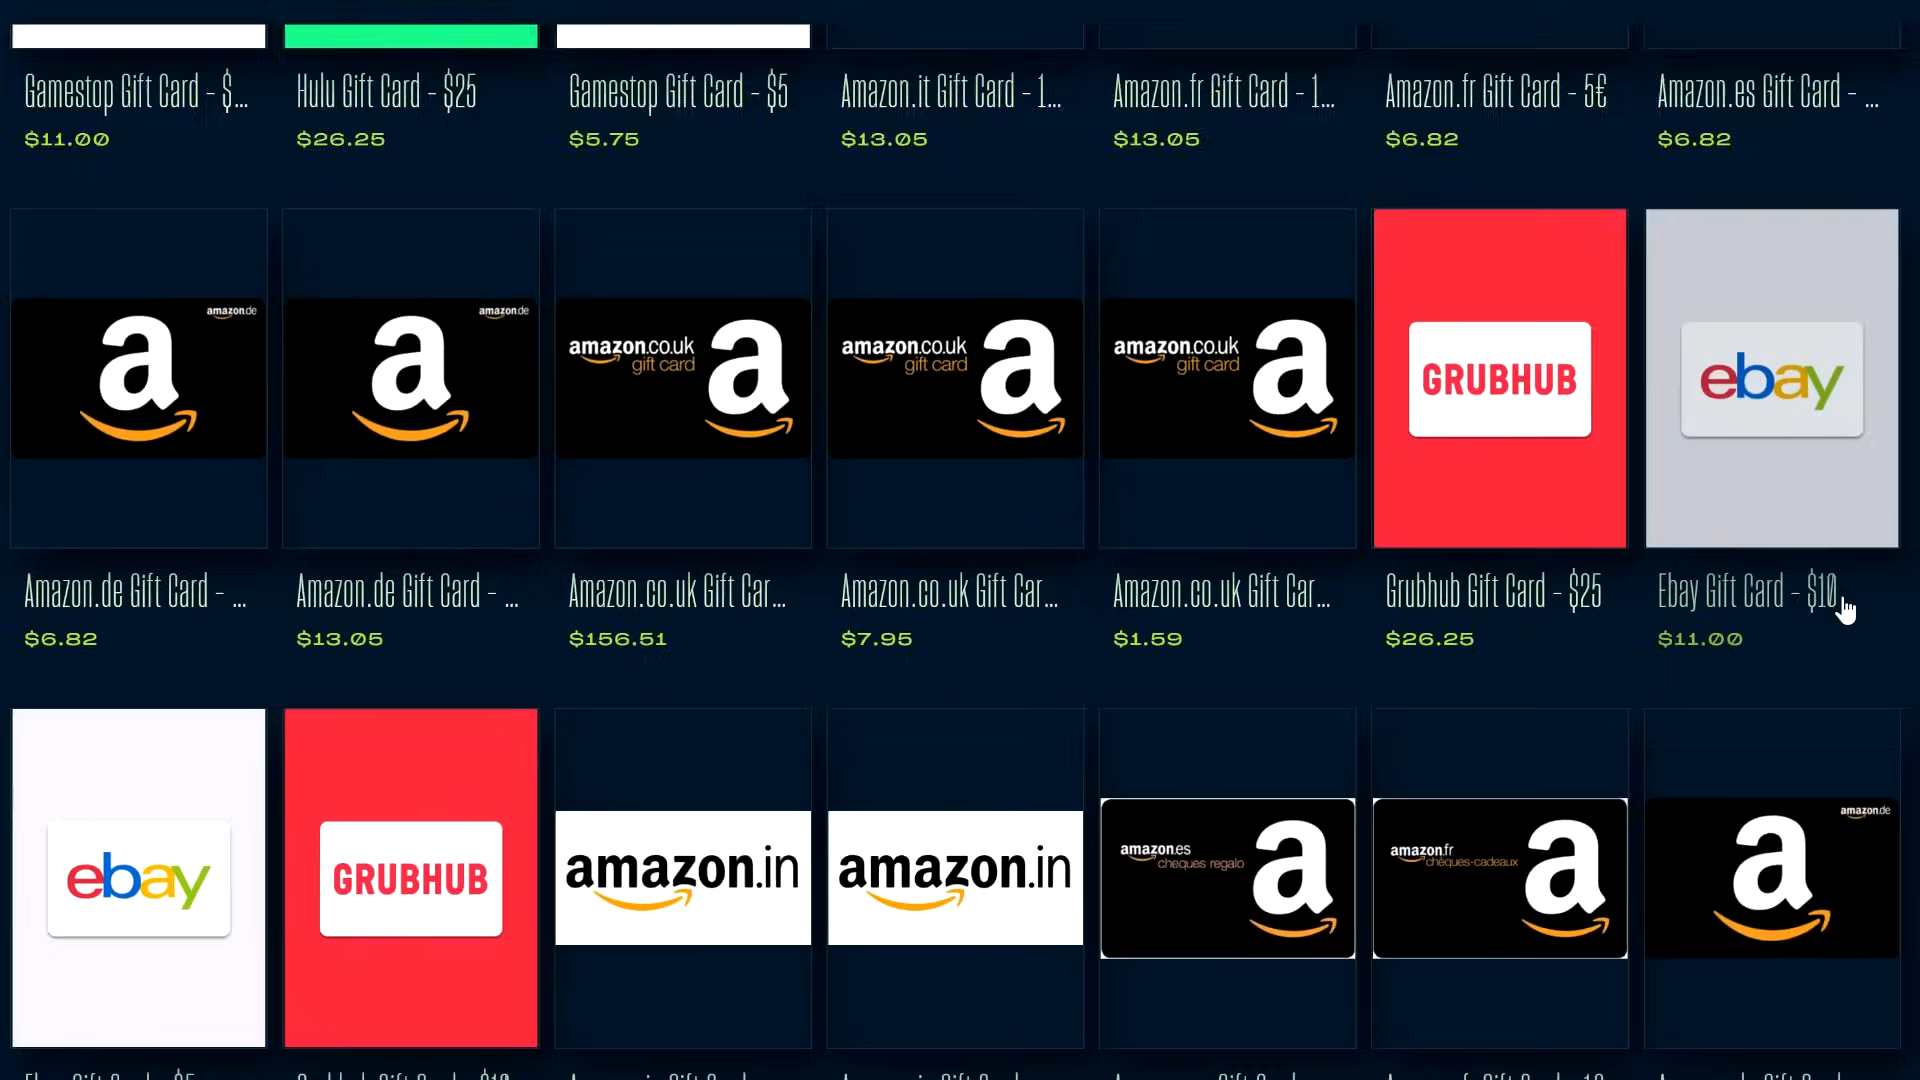 Gamestop Gift Card - $...
$11.00
Hulu Gift Card - $25
$26.25
Gamestop Gift Card - $5
$5.75
Amazon.it Gift Card - 1...
$13.05
Amazon.fr Gift Card - 1...
$13.05
Amazon.fr Gift Card - 5€
$6.82
Amazon.es Gift Card - ...
$6.82
amazon.de
a
Amazon.de Gift Card - ...
$6.82
amazon.de
a
Amazon.de Gift Card - ...
$13.05
amazon.co.uk
gift card
a
Amazon.co.uk Gift Car...
$156.51
amazon.co.uk
gift card
a
Amazon.co.uk Gift Car...
$7.95
amazon.co.uk
gift card
a
Amazon.co.uk Gift Car...
$1.59
GRUBHUB
Grubhub Gift Card - $25
$26.25
ebay
Ebay Gift Card - $10
$11.00
ebay
GRUBHUB
amazon.in
amazon.in
amazon.es
cheques regalo
a
amazon.fr
chèques-cadeaux
a
amazon.de
a